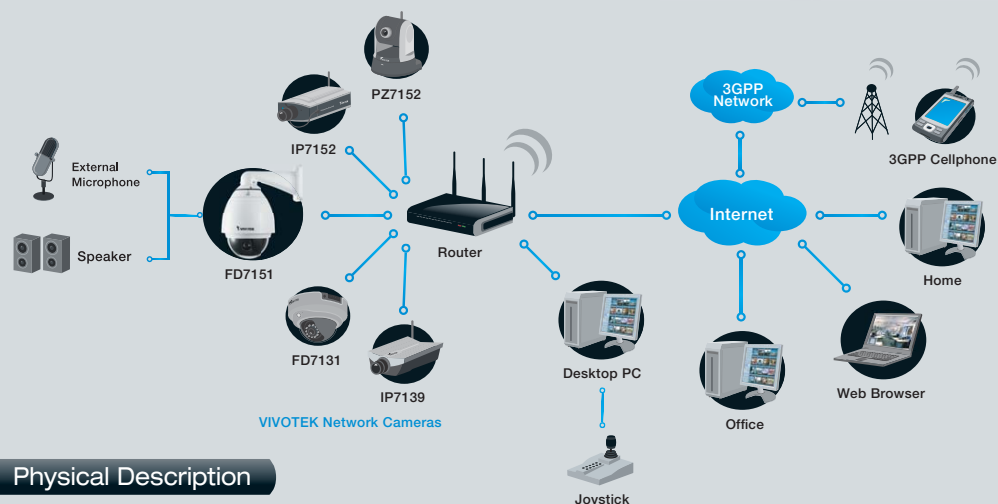 PZ7152
IP7152
External
Microphone
Speaker
FD7151
FD7131
IP7139
VIVOTEK Network Cameras
Router
Desktop PC
Joystick
3GPP
Network
3GPP Cellphone
Internet
Home
Web Browser
Office
Physical Description